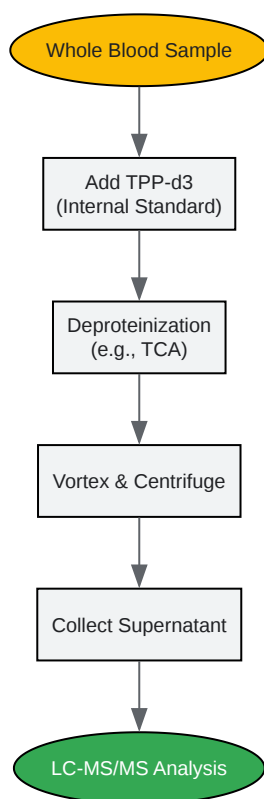 Whole Blood Sample
Add TPP-d3
(Internal Standard)
Deproteinization
(e.g., TCA)
Vortex & Centrifuge
Collect Supernatant
LC-MS/MS Analysis